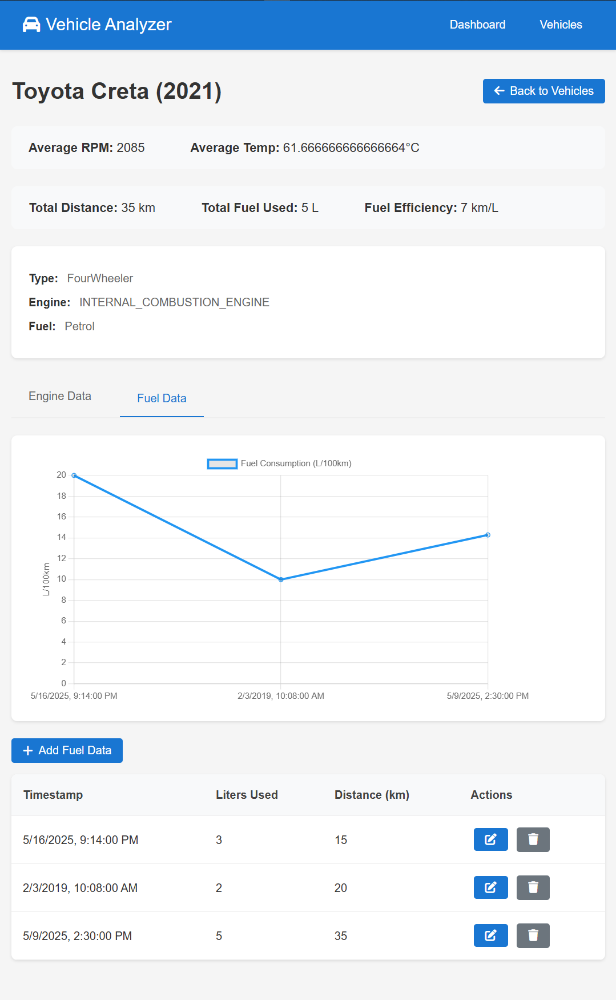 Vehicle Analyzer
Dashboard
Vehicles
Toyota Creta (2021)
Back to Vehicles
Average RPM: 2085
Average Temp: 61.666666666666664°C
Total Distance: 35 km
Total Fuel Used: 5 L
Fuel Efficiency: 7 km/L
Type: FourWheeler
Engine: INTERNAL_COMBUSTION_ENGINE
Fuel: Petrol
Engine Data
Fuel Data
Fuel Consumption (L/100km)
L/100km
20
18
16
14
12
10
8
6
4
2
0
5/16/2025, 9:14:00 PM
2/3/2019, 10:08:00 AM
5/9/2025, 2:30:00 PM
Add Fuel Data
Timestamp Liters Used Distance (km) Actions
5/16/2025, 9:14:00 PM 3 15
2/3/2019, 10:08:00 AM 2 20
5/9/2025, 2:30:00 PM 5 35